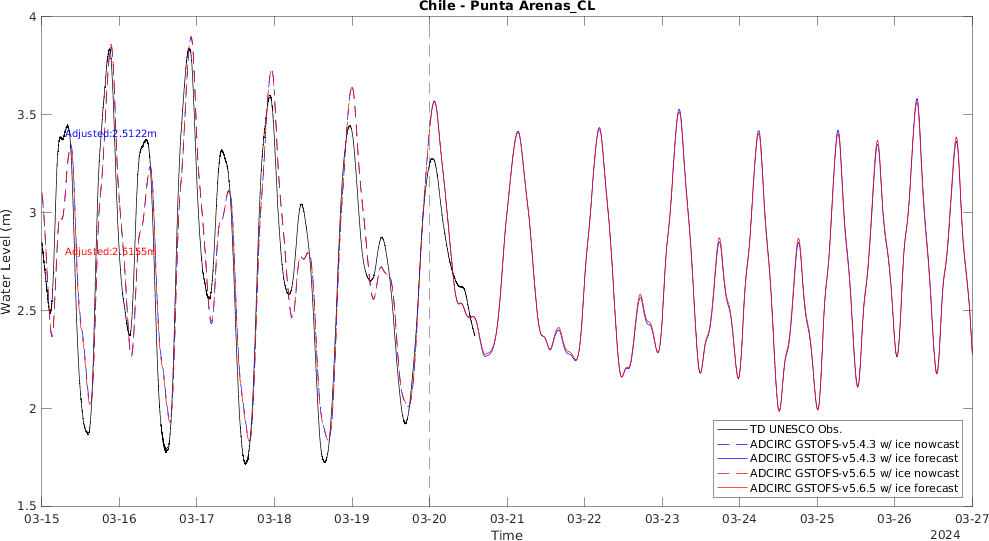 Chile - Punta Arenas_CL
4
3.5
3
2.5
2
1.5
Water Level (m)
Adjusted:2.5122m
Adjusted:2.5155m
TD UNESCO Obs.
ADCIRC GSTOFS-v5.4.3 w/ ice nowcast
ADCIRC GSTOFS-v5.4.3 w/ ice forecast
ADCIRC GSTOFS-v5.6.5 w/ ice nowcast
ADCIRC GSTOFS-v5.6.5 w/ ice forecast
03-15 03-16 03-17 03-18 03-19 03-20 03-21 03-22 03-23 03-24 03-25 03-26 03-27
Time
2024